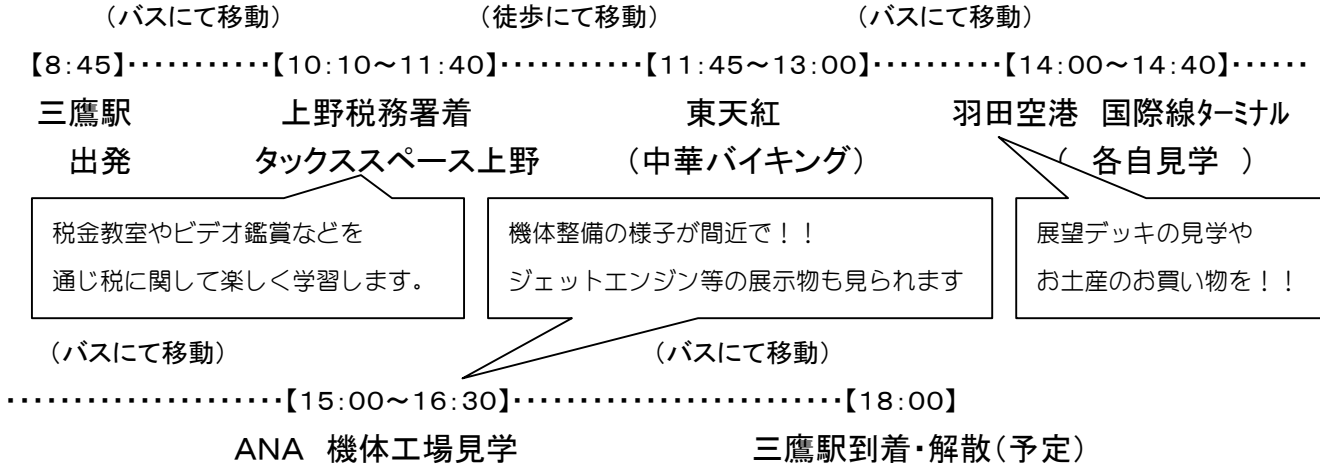 （バスにて移動）　（徒歩にて移動）　（バスにて移動）
【8：45】・・・・・・・・・・・【10：10～11：40】・・・・・・・・・・・【11：45～13：00】・・・・・・・・・・【14：00～14：40】・・・・・・
三鷹駅　上野税務署着　東天紅　羽田空港　国際線ﾀｰﾐﾅﾙ
出発　タックススペース上野　（中華バイキング）　（　各自見学　）
税金教室やビデオ鑑賞などを
通じ税に関して楽しく学習します。
機体整備の様子が間近で！！
ジェットエンジン等の展示物も見られます
展望デッキの見学や
お土産のお買い物を！！
（バスにて移動）　（バスにて移動）
・・・・・・・・・・・・・・・・・・・・・【15：00～16：30】・・・・・・・・・・・・・・・・・・・・・・・・・【18：00】
ANA　機体工場見学　三鷹駅到着・解散（予定）